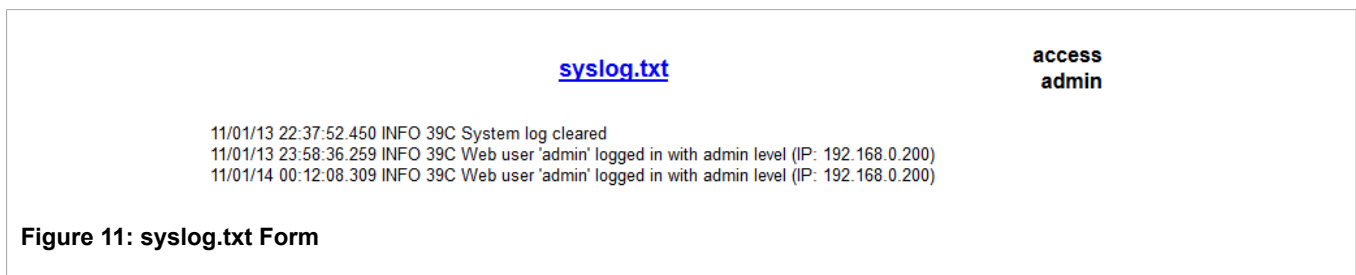 syslog.txt
access
admin
11/01/13 22:37:52.450 INFO 39C System log cleared
11/01/13 23:58:36.259 INFO 39C Web user 'admin' logged in with admin level (IP: 192.168.0.200)
11/01/14 00:12:08.309 INFO 39C Web user 'admin' logged in with admin level (IP: 192.168.0.200)
Figure 11: syslog.txt Form